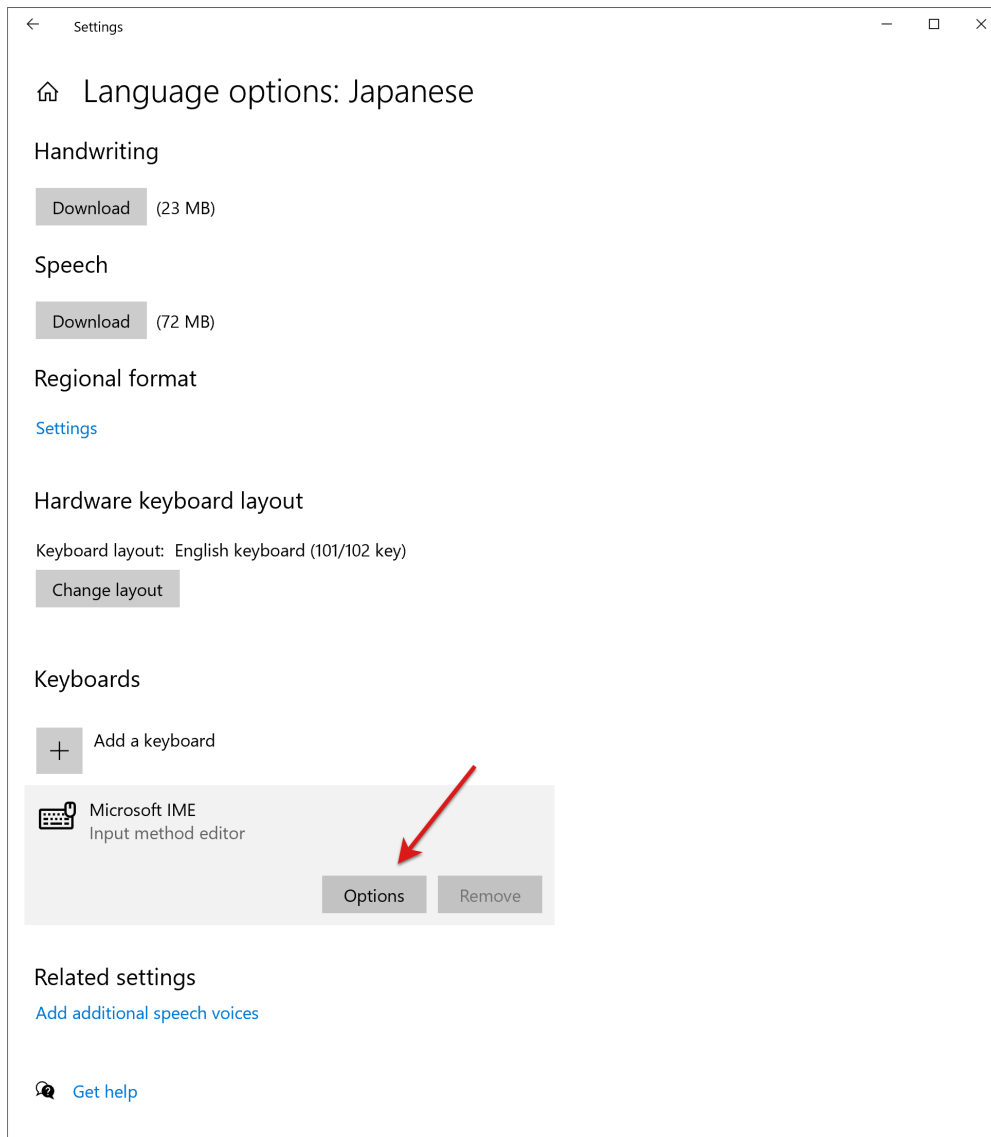 Settings
Language options: Japanese
Handwriting
Download (23 MB)
Speech
Download (72 MB)
Regional format
Settings
Hardware keyboard layout
Keyboard layout: English keyboard (101/102 key)
Change layout
Keyboards
Add a keyboard
Microsoft IME
Input method editor
Options Remove
Related settings
Add additional speech voices
Get help